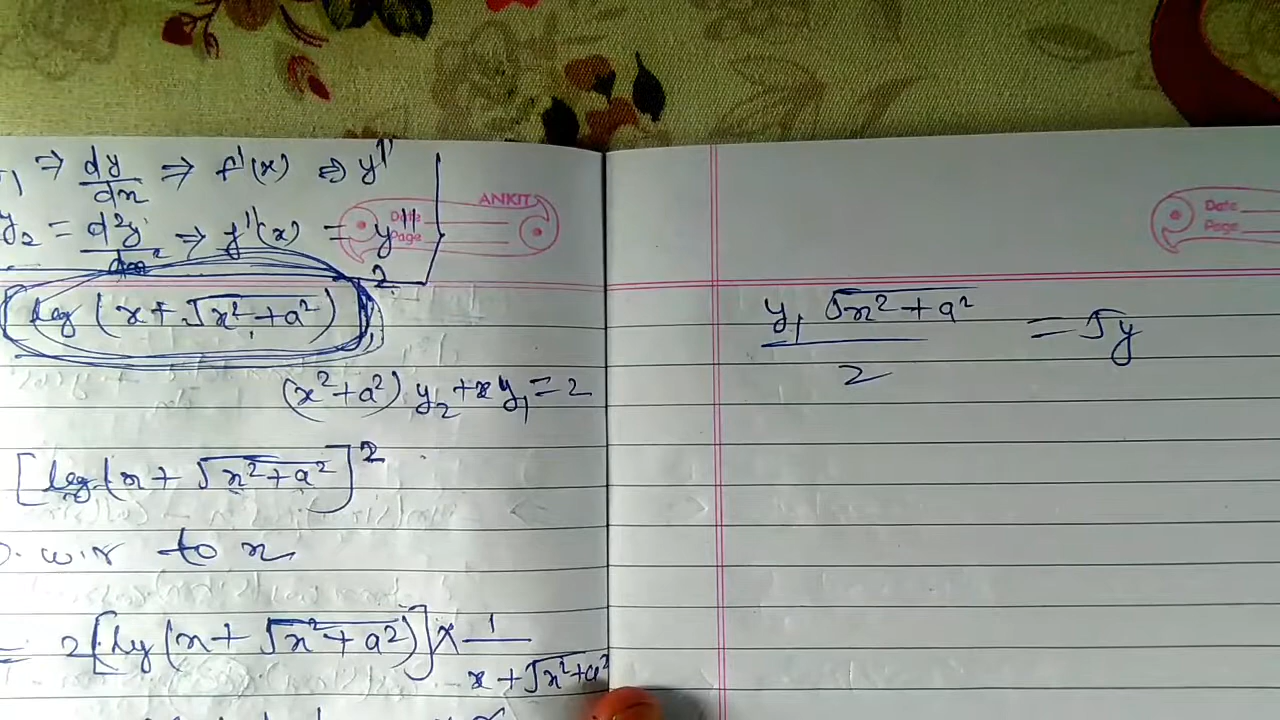 ⇒ dy/dx ⇒ f'(x) ⇒ y'
y₂ = d²y/dx² ⇒ f''(x) = y''
ANKIT
Date
Page
log (x + √x² + a²) 2
(x² + a²) y₂ + x y₁ = 2
[log (x + √x² + a²]²
w.r to x
= 2 [log (x + √x² + a²)] × 1/x + √x² + a²
Date
Page
y₁ √x² + a² / 2 = √y